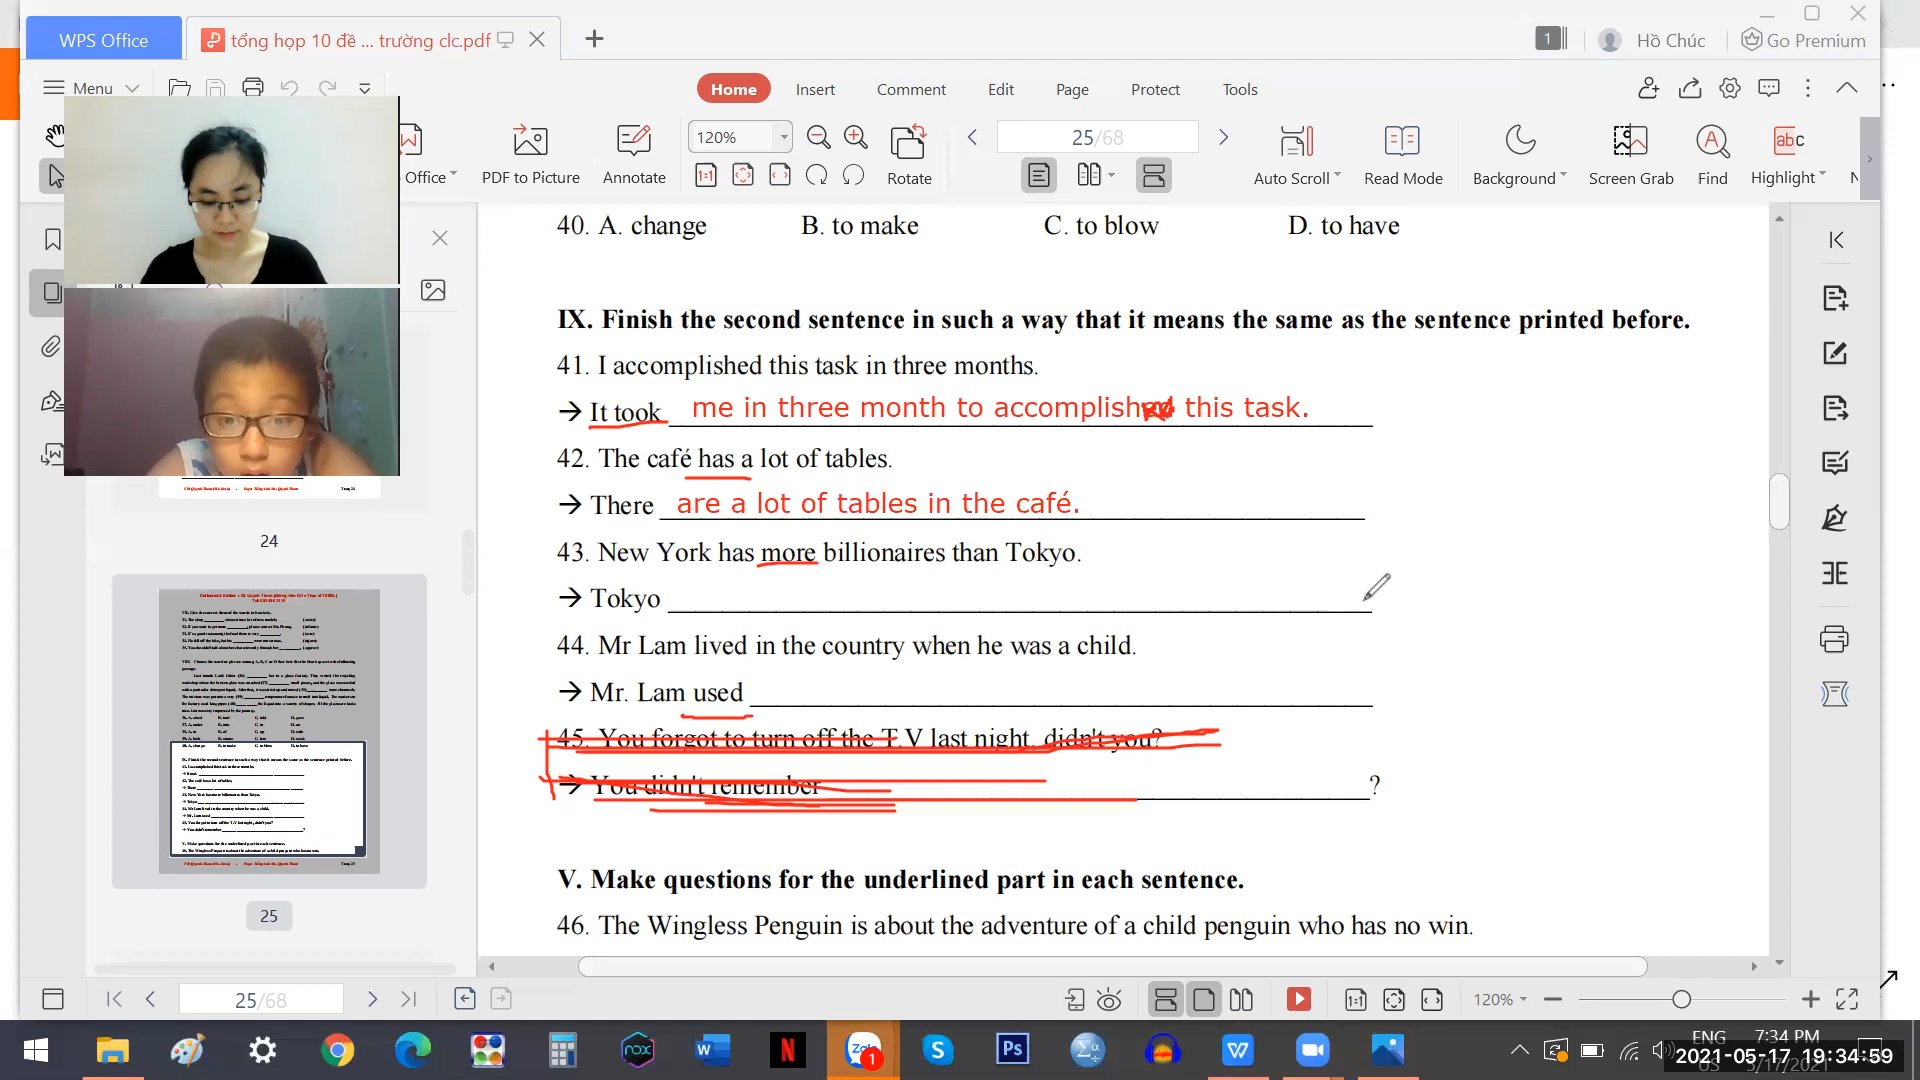 WPS Office
tổng hợp 10 đề ... trường clc.pdf
1
Hồ Chúc
Go Premium
Menu
Home
Insert
Comment
Edit
Page
Protect
Tools
120%
25/68
Office
PDF to Picture
Annotate
Rotate
Auto Scroll
Read Mode
Background
Screen Grab
Find
Highlight
40. A. change B. to make C. to blow D. to have
IX. Finish the second sentence in such a way that it means the same as the sentence printed before.
41. I accomplished this task in three months.
→ It took me in three month to accomplished this task.
42. The café has a lot of tables.
→ There are a lot of tables in the café.
43. New York has more billionaires than Tokyo.
→ Tokyo
44. Mr Lam lived in the country when he was a child.
→ Mr. Lam used
45. You forgot to turn off the T.V last night, didn't you?
→ You didn't remember ?
V. Make questions for the underlined part in each sentence.
46. The Wingless Penguin is about the adventure of a child penguin who has no win.
24
25
25/68
120%
ENG
7:34 PM
2021-05-17 19:34:59